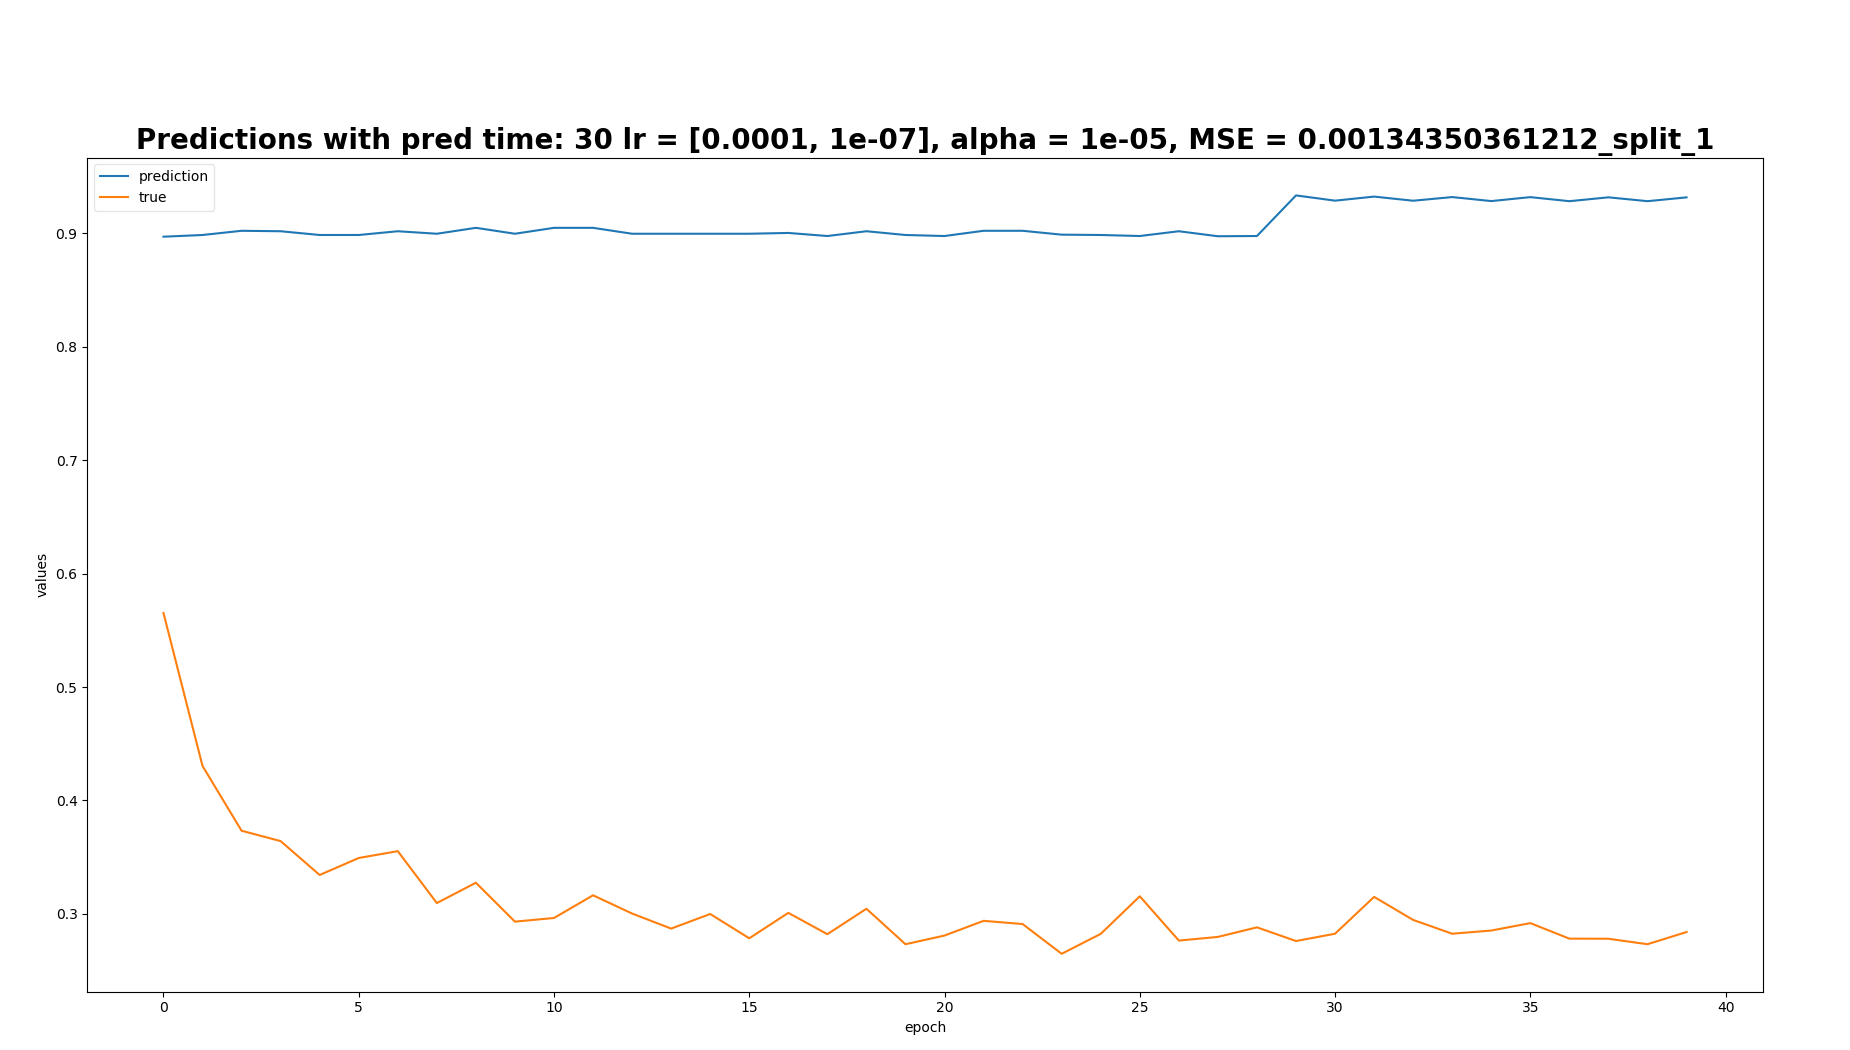 Predictions with pred time: 30 lr = [0.0001, 1e-07], alpha = 1e-05, MSE = 0.00134350361212_split_1
prediction
true
0.9
0.8
0.7
0.6
0.5
0.4
0.3
values
0 5 10 15 20 25 30 35 40
epoch